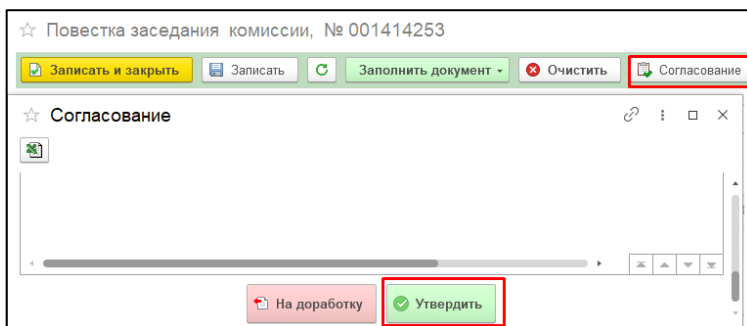 Повестка заседания комиссии, № 001414253
Записать и закрыть Записать Заполнить документ Очистить Согласование
Согласование
На доработку Утвердить